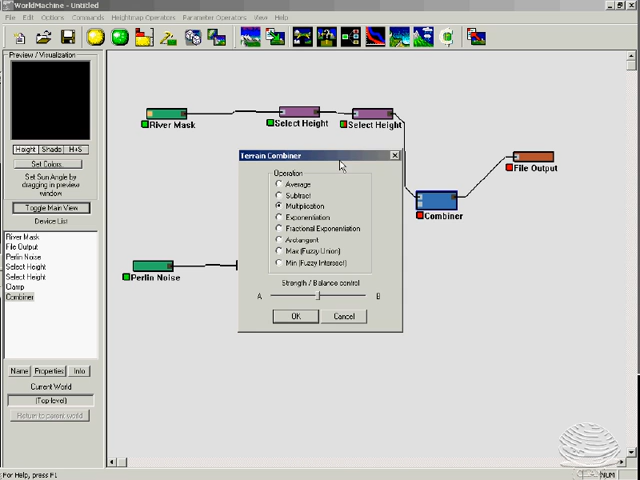 WorldMachine - Untitled
File Edit Options Commands Heightmap Operators Parameter Operators View Help
Preview / Visualization
Height Shads H+S
Set Colors..
Set Sun Angle by
dragging in preview
window
Toggle Main View
Device List
River Mask
File Output
Perlin Noise
Select Height
Select Height
Clamp
Combiner
Name Properties Info
Current World
(Top level)
Return to parent world
River Mask
Select Height
Select Height
File Output
Combiner
Perlin Noise
Terrain Combiner
Operation
Average
Subtract
Multiplication
Exponentiation
Fractional Exponentiation
Arctangent
Max (Fuzzy Union)
Min (Fuzzy Intersect)
Strength / Balance control
A B
OK Cancel
For Help, press F1
NUM